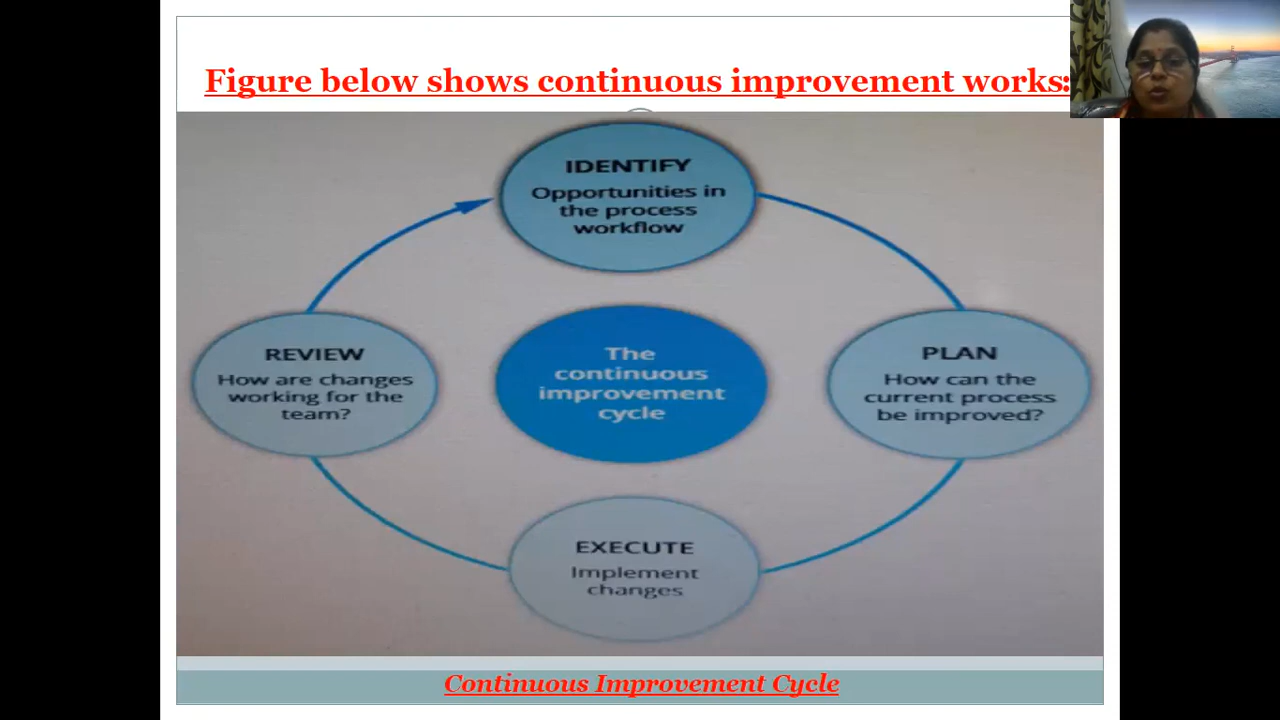 Figure below shows continuous improvement works:
IDENTIFY
Opportunities in
the process
workflow
REVIEW
How are changes
working for the
team?
The
continuous
improvement
cycle
PLAN
How can the
current process
be improved?
EXECUTE
Implement
changes
Continuous Improvement Cycle